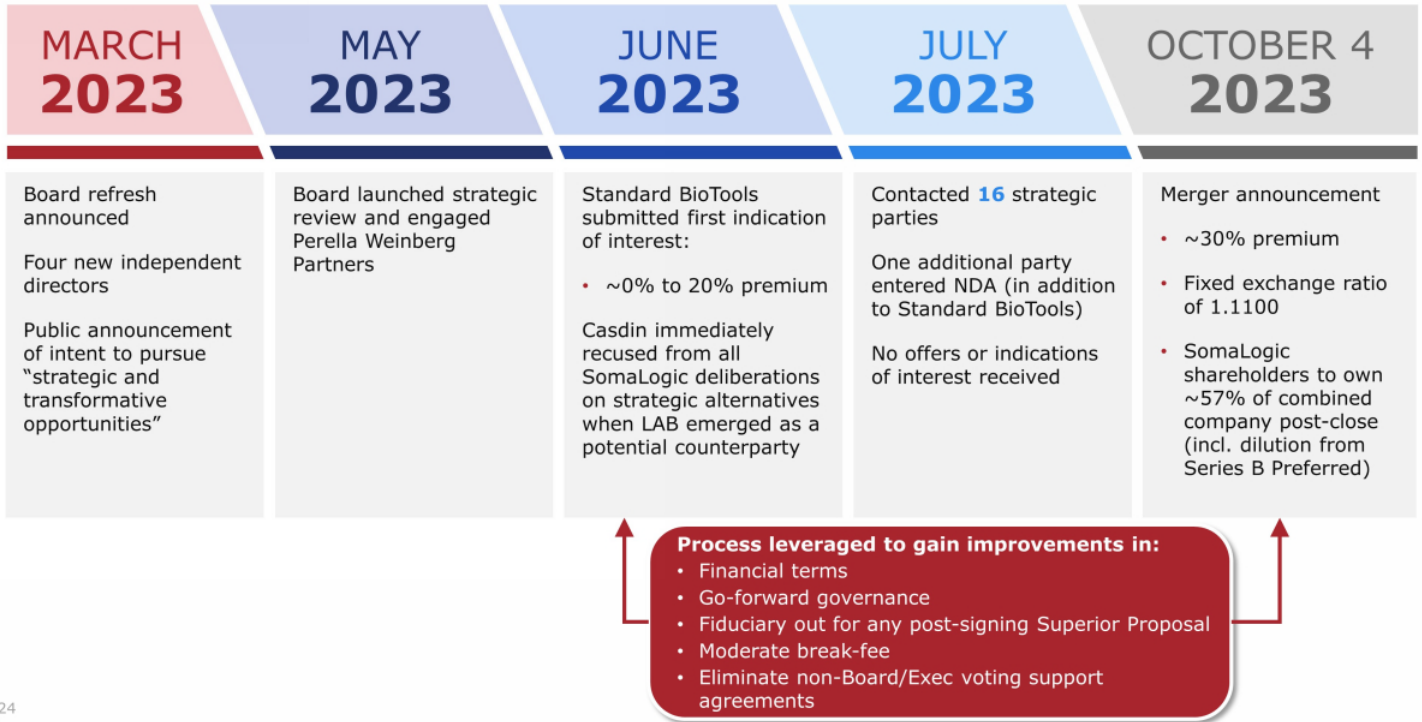 MARCH
2023
MAY
2023
JUNE
2023
JULY
2023
OCTOBER 4
2023
Board refresh
announced
Four new independent
directors
Public announcement
of intent to pursue
“strategic and
transformative
opportunities”
Board launched strategic
review and engaged
Perella Weinberg
Partners
Standard BioTools
submitted first indication
of interest:
• ~0% to 20% premium
Casdin immediately
recused from all
SomaLogic deliberations
on strategic alternatives
when LAB emerged as a
potential counterparty
Contacted 16 strategic
parties
One additional party
entered NDA (in addition
to Standard BioTools)
No offers or indications
of interest received
Merger announcement
• ~30% premium
• Fixed exchange ratio
of 1.1100
• SomaLogic
shareholders to own
~57% of combined
company post-close
(incl. dilution from
Series B Preferred)
Process leveraged to gain improvements in:
• Financial terms
• Go-forward governance
• Fiduciary out for any post-signing Superior Proposal
• Moderate break-fee
• Eliminate non-Board/Exec voting support
agreements
24